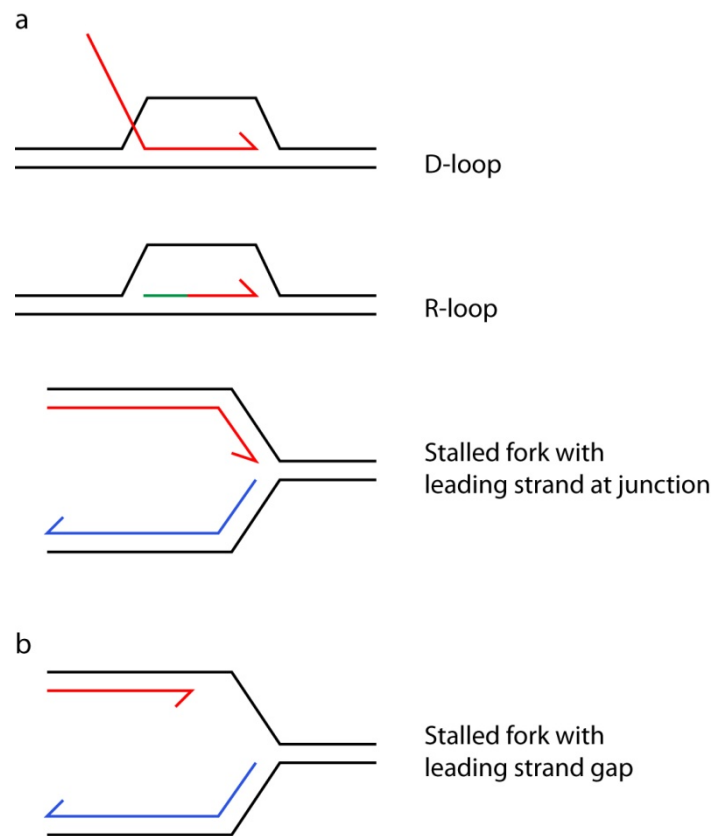 a
D-loop
R-loop
Stalled fork with
leading strand at junction
b
Stalled fork with
leading strand gap